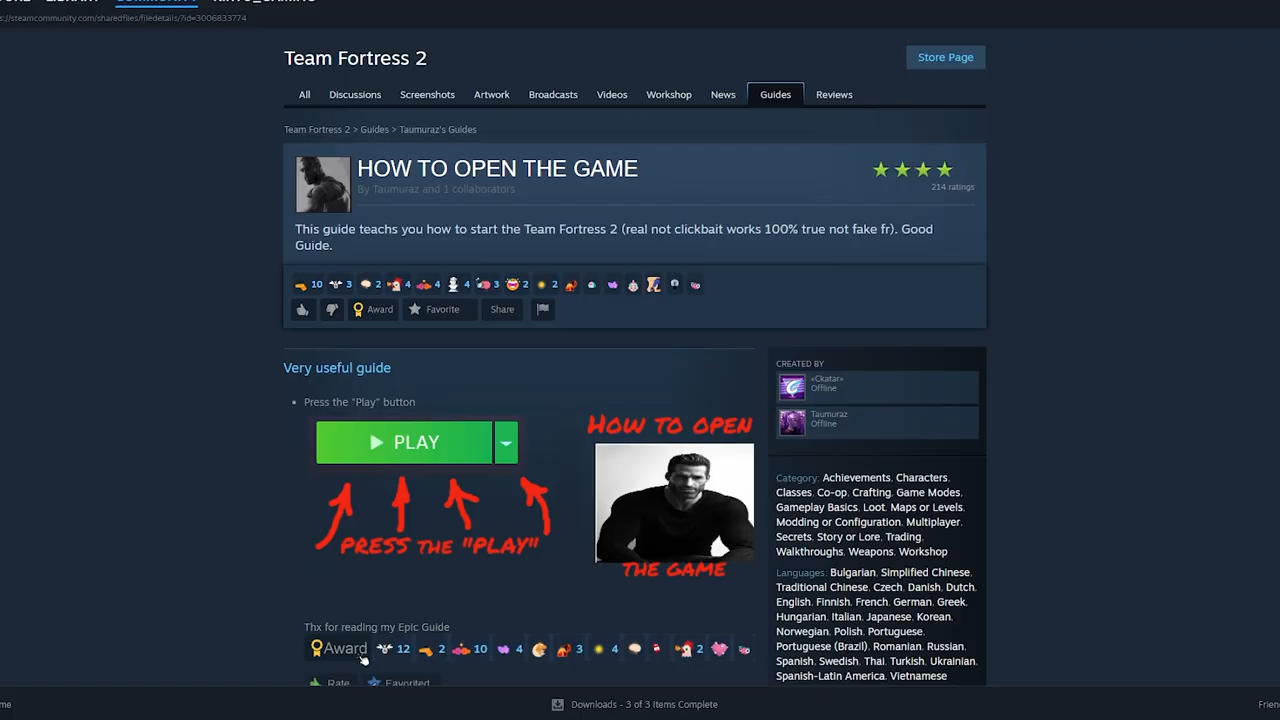 COMMUNITY
s://steamcommunity.com/sharedfiles/filedetails/?id=3006833774
Team Fortress 2
Store Page
All Discussions Screenshots Artwork Broadcasts Videos Workshop News Guides Reviews
Team Fortress 2 > Guides > Taumuraz's Guides
HOW TO OPEN THE GAME
By Taumuraz and 1 collaborators
214 ratings
This guide teachs you how to start the Team Fortress 2 (real not clickbait works 100% true not fake fr). Good
Guide.
10 3 2 4 4 4 3 2 2
Award Favorite Share
Very useful guide
Press the "Play" button
PLAY
PRESS THE "PLAY"
HOW TO OPEN
THE GAME
Thx for reading my Epic Guide
Award 12 2 10 4 3 4 2
Rate Favorited
CREATED BY
«Ckatar»
Offline
Taumuraz
Offline
Category: Achievements, Characters,
Classes, Co-op, Crafting, Game Modes,
Gameplay Basics, Loot, Maps or Levels,
Modding or Configuration, Multiplayer,
Secrets, Story or Lore, Trading,
Walkthroughs, Weapons, Workshop
Languages: Bulgarian, Simplified Chinese,
Traditional Chinese, Czech, Danish, Dutch,
English, Finnish, French, German, Greek,
Hungarian, Italian, Japanese, Korean,
Norwegian, Polish, Portuguese,
Portuguese (Brazil), Romanian, Russian,
Spanish, Swedish, Thai, Turkish, Ukrainian,
Spanish-Latin America, Vietnamese
Downloads - 3 of 3 Items Complete